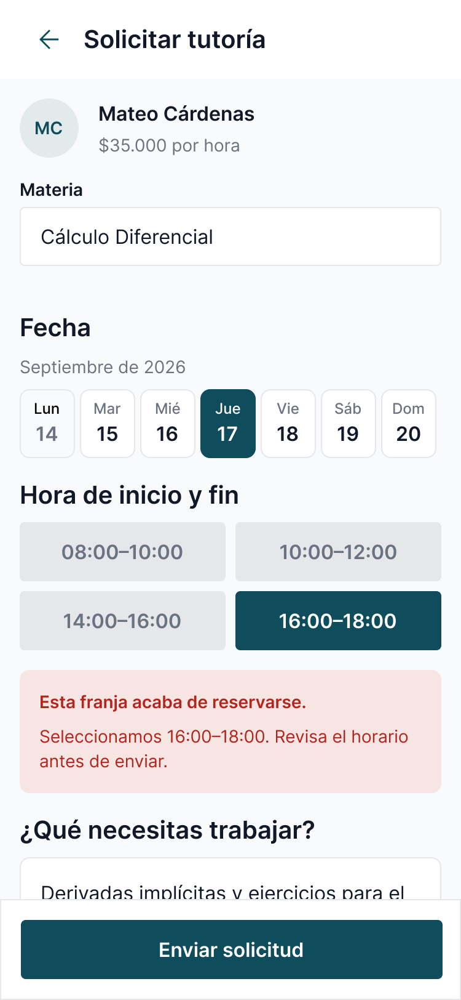 Solicitar tutoría
MC
Mateo Cárdenas
$35.000 por hora
Materia
Cálculo Diferencial
Fecha
Septiembre de 2026
Lun Mar Mié Jue Vie Sáb Dom
14 15 16 17 18 19 20
Hora de inicio y fin
08:00–10:00 10:00–12:00
14:00–16:00 16:00–18:00
Esta franja acaba de reservarse.
Seleccionamos 16:00–18:00. Revisa el horario
antes de enviar.
¿Qué necesitas trabajar?
Derivadas implícitas y ejercicios para el
Enviar solicitud